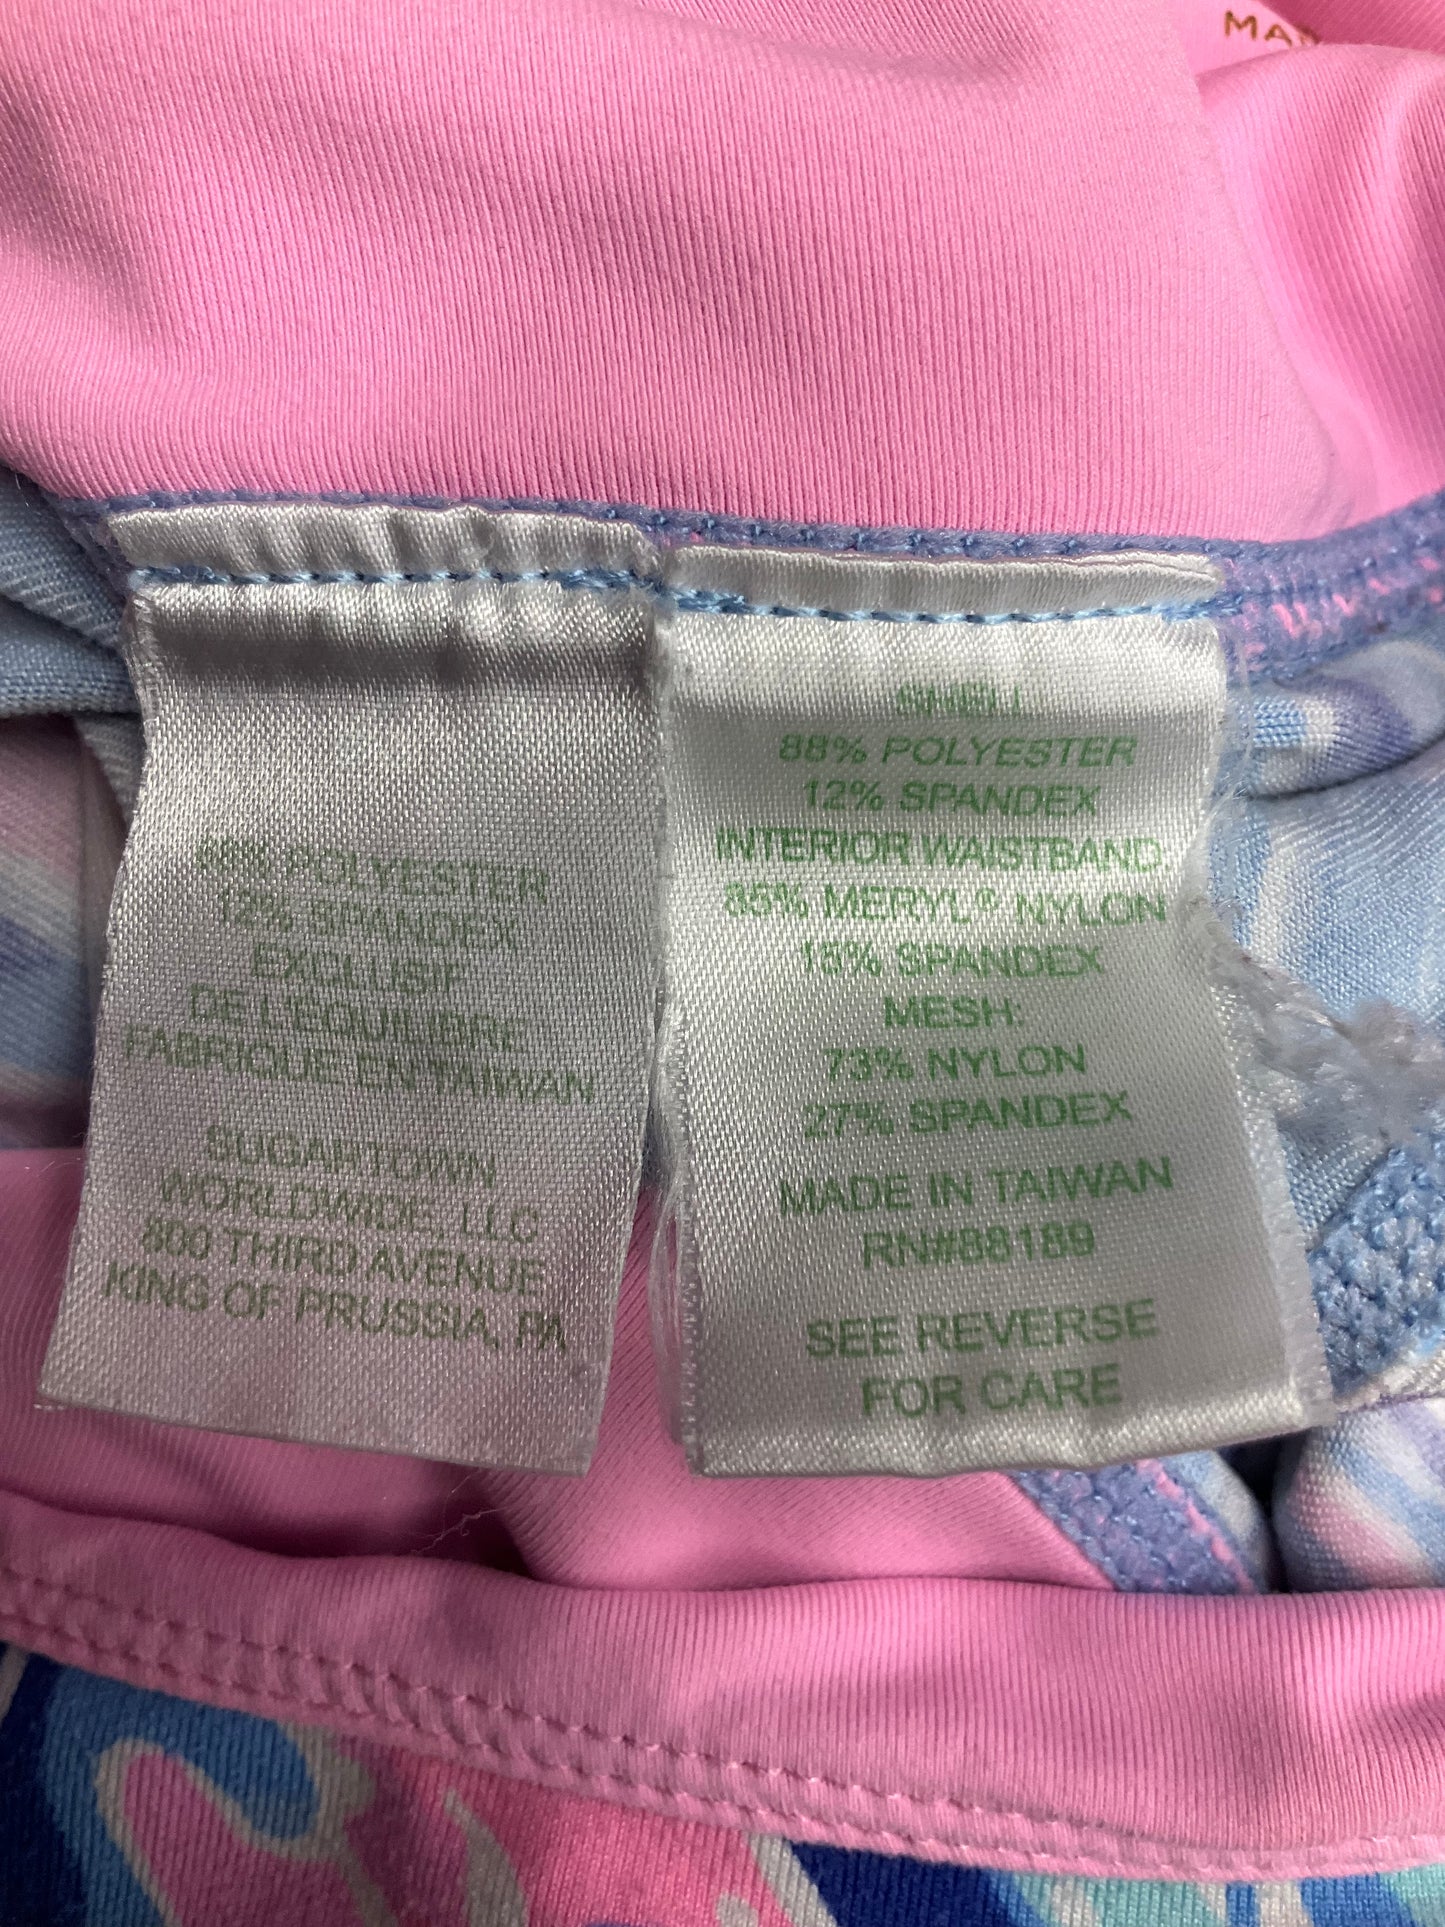 88% POLYESTER
12% SPANDEX
EXCLUSIF
DE L'EQUILIBRE
FABRIQUE EN TAIWAN
SUGARTOWN
WORLDWIDE, LLC
800 THIRD AVENUE
KING OF PRUSSIA, PA
SHELL
88% POLYESTER
12% SPANDEX
INTERIOR WAISTBAND
85% MERYL® NYLON
15% SPANDEX
MESH:
73% NYLON
27% SPANDEX
MADE IN TAIWAN
RN#88189
SEE REVERSE
FOR CARE